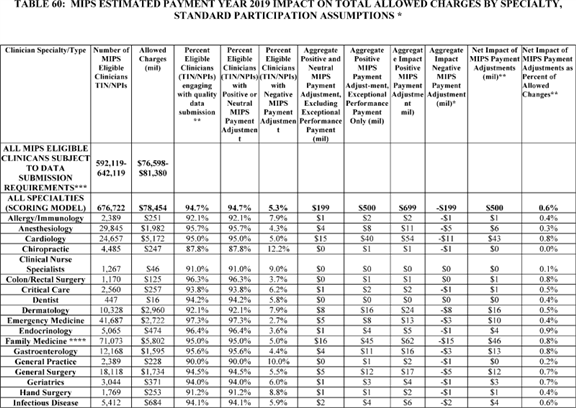 TABLE 60: MIPS ESTIMATED PAYMENT YEAR 2019 IMPACT ON TOTAL ALLOWED CHARGES BY SPECIALTY,
STANDARD PARTICIPATION ASSUMPTIONS *
Clinician Specialty/Type Number of MIPS Eligible Clinicians TIN/NPIs Allowed Charges (mil) Percent Eligible Clinicians (TIN/NPIs) engaging with quality data submission ** Percent Eligible Clinicians (TIN/NPIs) with Positive or Neutral MIPS Payment Adjustmen t Percent Eligible Clinicians (TIN/NPIs) with Negative MIPS Payment Adjustmen t Aggregate Positive and Neutral MIPS Payment Adjustment, Excluding Exceptional Performance Payment (mil) Aggregate Positive MIPS Payment Adjust-ment, Exceptional Performance Payment Only (mil) Aggregat e Impact Positive MIPS Payment Adjustme nt mil) Aggregate Impact Negative MIPS Payment Adjustment (mil)* Net Impact of MIPS Payment Adjustments (mil)** Net Impact of MIPS Payment Adjustments as Percent of Allowed Changes**
ALL MIPS ELIGIBLE CLINICANS SUBJECT TO DATA SUBMISSION REQUIREMENTS*** 592,119-642,119 $76,598-$81,380
ALL SPECIALTIES (SCORING MODEL) 676,722 $78,454 94.7% 94.7% 5.3% $199 $500 $699 -$199 $500 0.6%
Allergy/Immunology 2,389 $251 92.1% 92.1% 7.9% $1 $2 $2 -$1 $1 0.4%
Anesthesiology 29,845 $1,982 95.7% 95.7% 4.3% $4 $8 $11 -$5 $6 0.3%
Cardiology 24,657 $5,172 95.0% 95.0% 5.0% $15 $40 $54 -$11 $43 0.8%
Chiropractic 4,485 $247 87.8% 87.8% 12.2% $0 $1 $1 -$1 $0 0.0%
Clinical Nurse Specialists 1,267 $46 91.0% 91.0% 9.0% $0 $0 $0 $0 $0 0.1%
Colon/Rectal Surgery 1,170 $125 96.3% 96.3% 3.7% $0 $1 $1 $0 $1 0.8%
Critical Care 2,560 $257 93.8% 93.8% 6.2% $1 $2 $2 -$1 $1 0.5%
Dentist 447 $16 94.2% 94.2% 5.8% $0 $0 $0 $0 $0 0.4%
Dermatology 10,328 $2,960 92.1% 92.1% 7.9% $8 $16 $24 -$8 $16 0.5%
Emergency Medicine 41,687 $2,722 97.3% 97.3% 2.7% $5 $8 $13 -$3 $10 0.4%
Endocrinology 5,065 $474 96.4% 96.4% 3.6% $1 $4 $5 -$1 $4 0.9%
Family Medicine **** 71,073 $5,802 95.0% 95.0% 5.0% $16 $45 $62 -$15 $46 0.8%
Gastroenterology 12,168 $1,595 95.6% 95.6% 4.4% $4 $11 $16 -$3 $13 0.8%
General Practice 2,389 $228 90.0% 90.0% 10.0% $0 $1 $2 -$1 $0 0.2%
General Surgery 18,118 $1,734 94.5% 94.5% 5.5% $5 $12 $17 -$5 $12 0.7%
Geriatrics 3,044 $371 94.0% 94.0% 6.0% $1 $3 $4 -$1 $3 0.7%
Hand Surgery 1,769 $253 91.2% 91.2% 8.8% $1 $1 $2 -$1 $1 0.4%
Infectious Disease 5,412 $684 94.1% 94.1% 5.9% $2 $4 $6 -$2 $4 0.6%